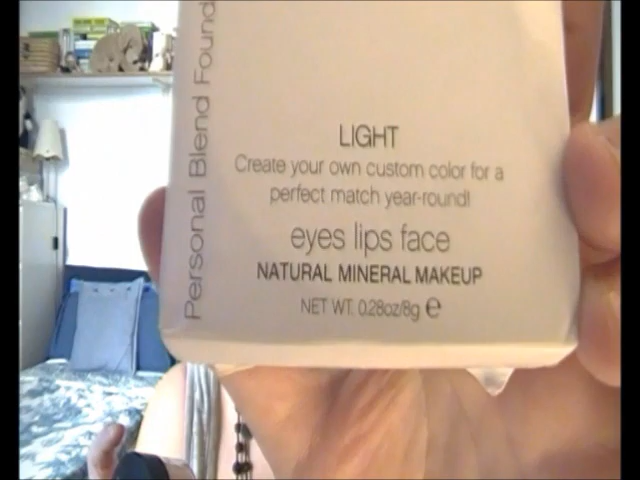 Personal Blend Found
LIGHT
Create your own custom color for a
perfect match year-round!
eyes lips face
NATURAL MINERAL MAKEUP
NET WT. 0.28oz/8g ℮